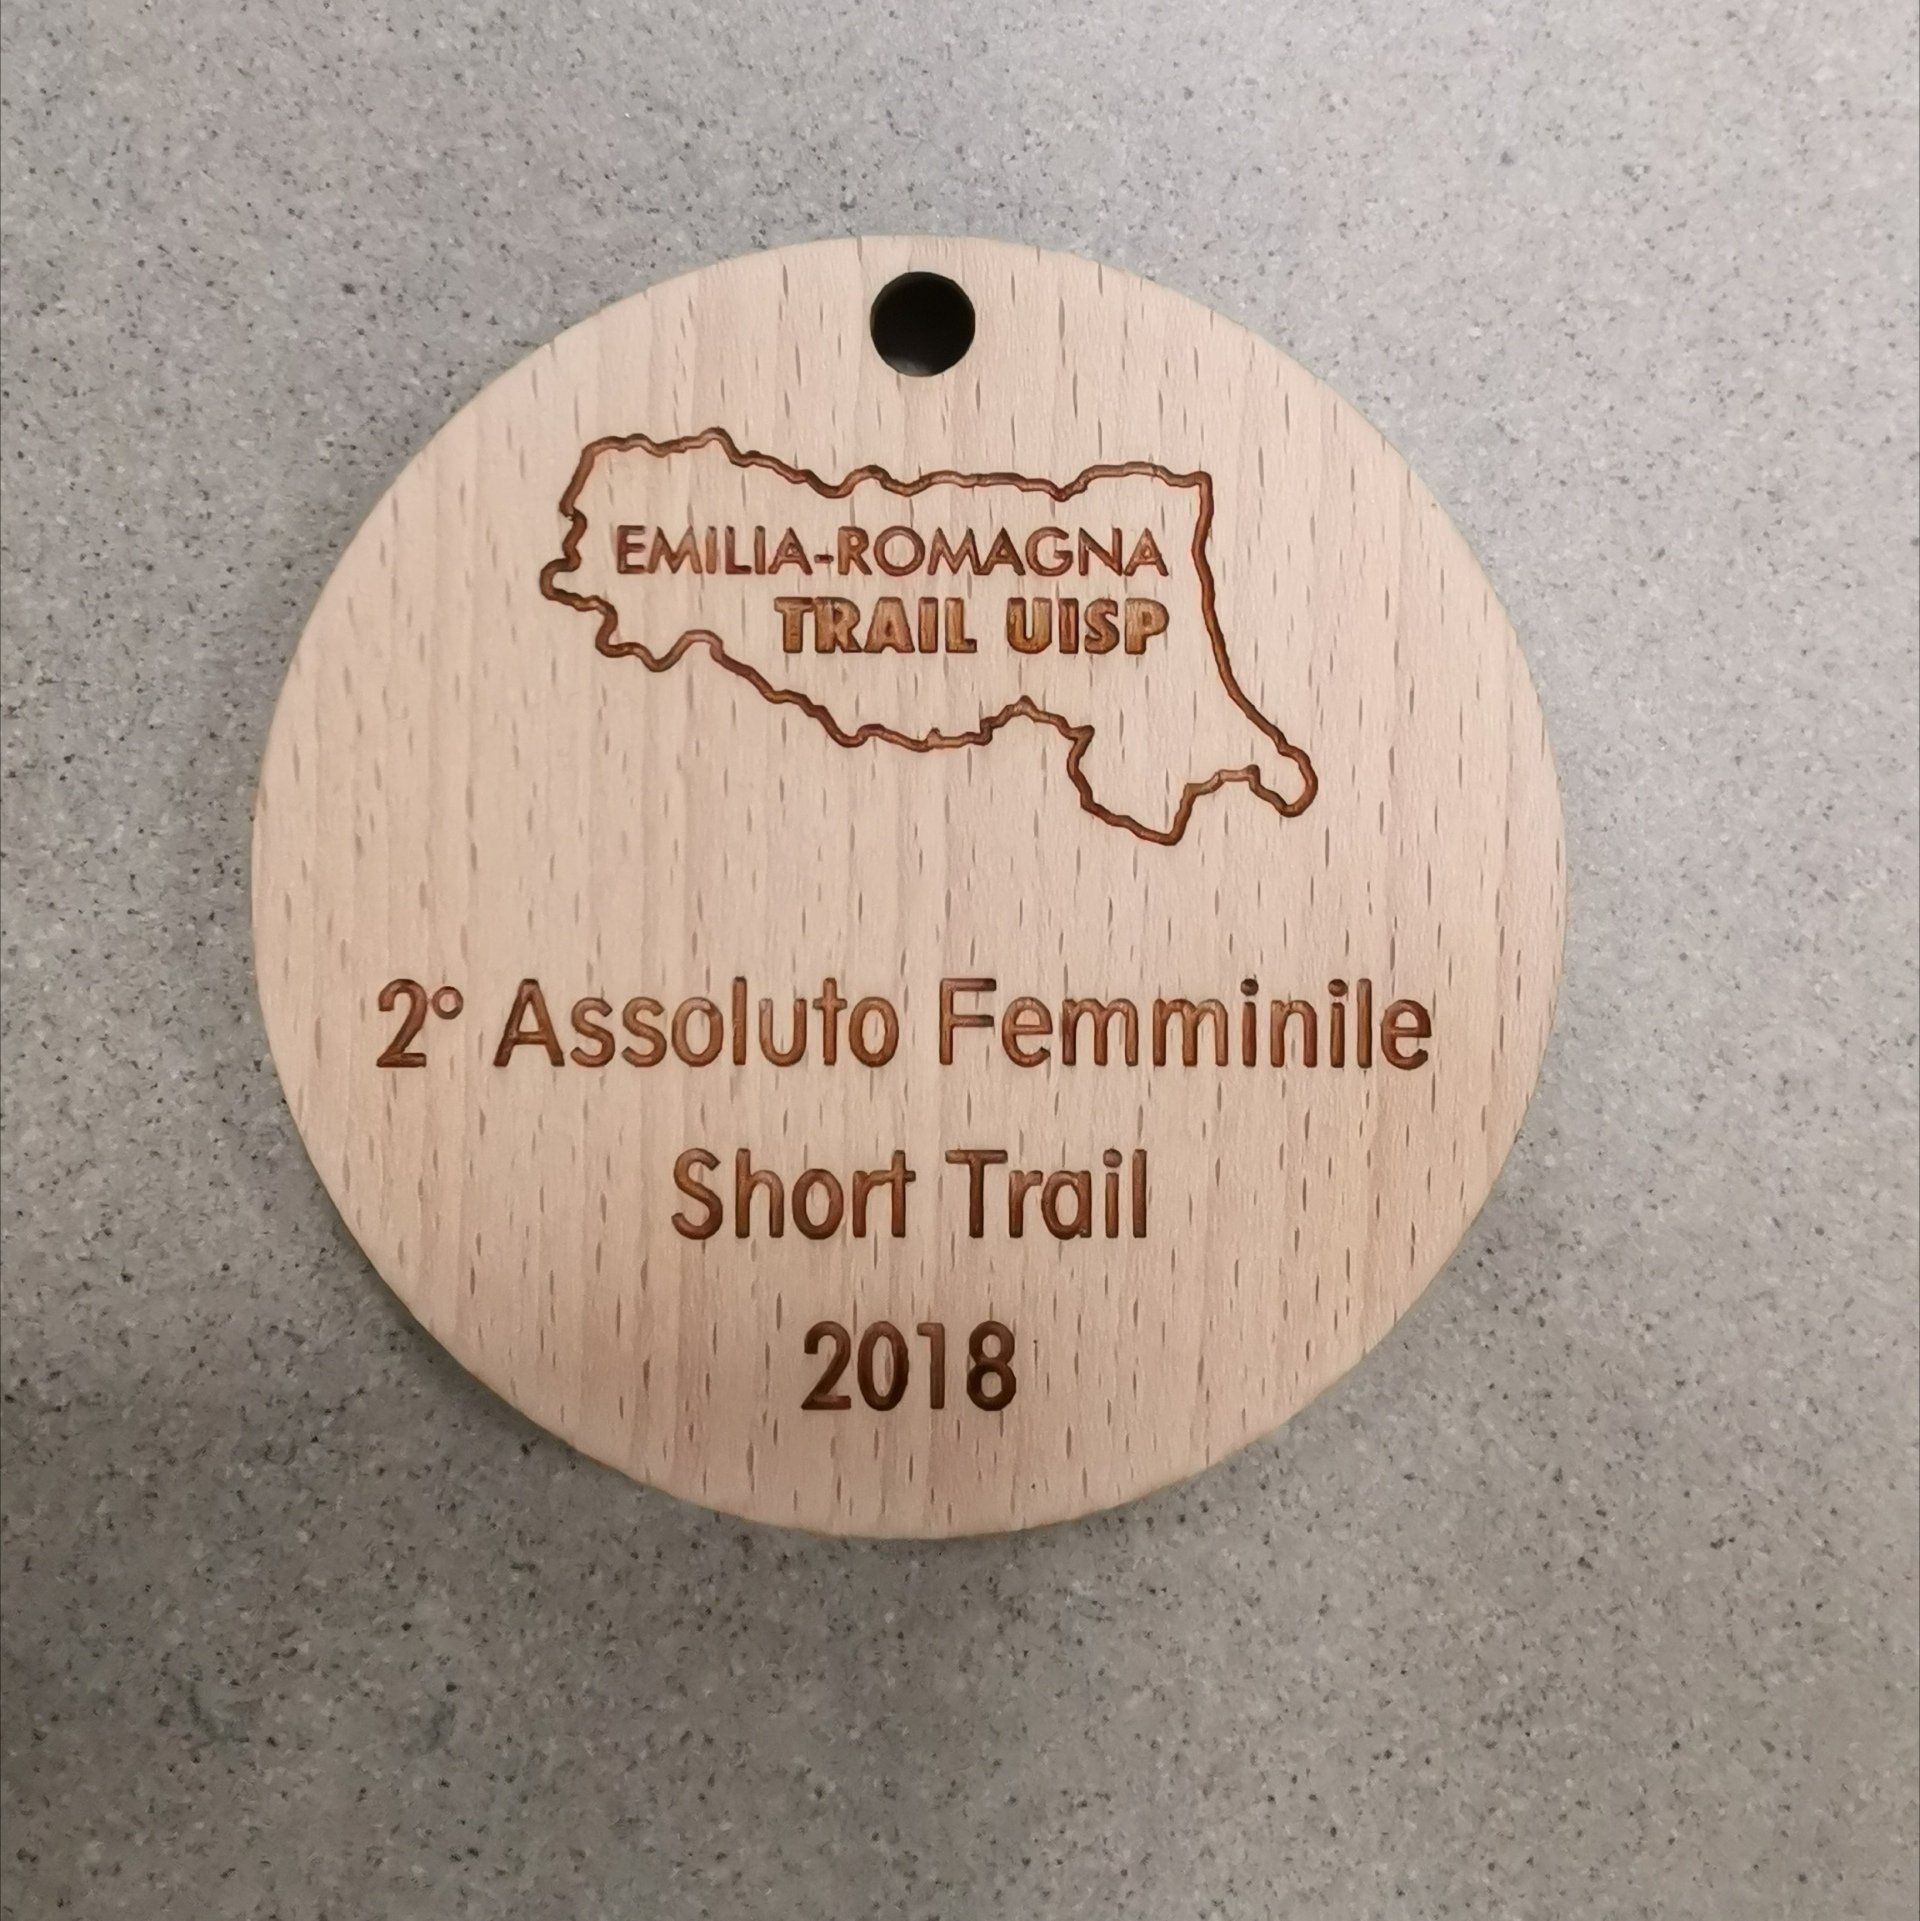 EMILIA-ROMAGNA
TRAIL UISP
2° Assoluto Femminile
Short Trail
2018